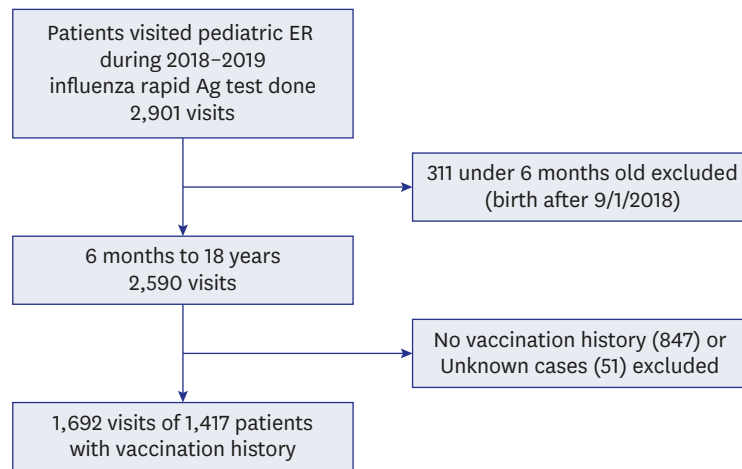 Patients visited pediatric ER
during 2018–2019
influenza rapid Ag test done
2,901 visits
311 under 6 months old excluded
(birth after 9/1/2018)
6 months to 18 years
2,590 visits
No vaccination history (847) or
Unknown cases (51) excluded
1,692 visits of 1,417 patients
with vaccination history